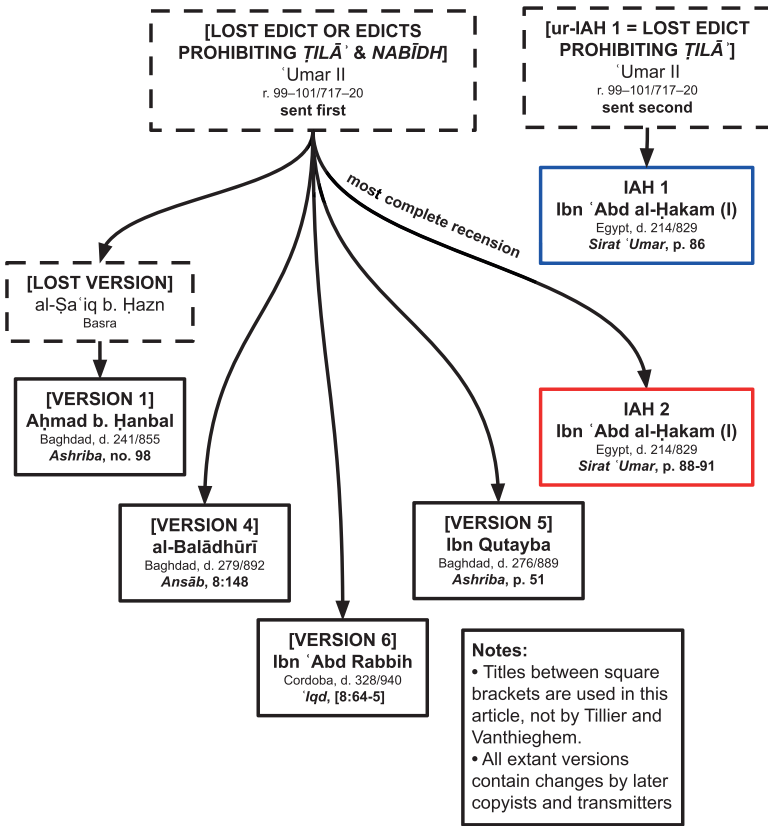 [LOST EDICT OR EDICTS
PROHIBITING ṬILĀʾ & NABĪDH]
ʿUmar II
r. 99–101/717–20
sent first
[ur-IAH 1 = LOST EDICT
PROHIBITING ṬILĀʾ]
ʿUmar II
r. 99–101/717–20
sent second
most complete recension
IAH 1
Ibn ʿAbd al-Ḥakam (I)
Egypt, d. 214/829
Sirat ʿUmar, p. 86
[LOST VERSION]
al-Ṣaʿiq b. Ḥazn
Basra
[VERSION 1]
Aḥmad b. Ḥanbal
Baghdad, d. 241/855
Ashriba, no. 98
IAH 2
Ibn ʿAbd al-Ḥakam (I)
Egypt, d. 214/829
Sirat ʿUmar, p. 88-91
[VERSION 4]
al-Balādhūrī
Baghdad, d. 279/892
Ansāb, 8:148
[VERSION 5]
Ibn Qutayba
Baghdad, d. 276/889
Ashriba, p. 51
[VERSION 6]
Ibn ʿAbd Rabbih
Cordoba, d. 328/940
ʿIqd, [8:64-5]
Notes:
• Titles between square
brackets are used in this
article, not by Tillier and
Vanthieghem.
• All extant versions
contain changes by later
copyists and transmitters